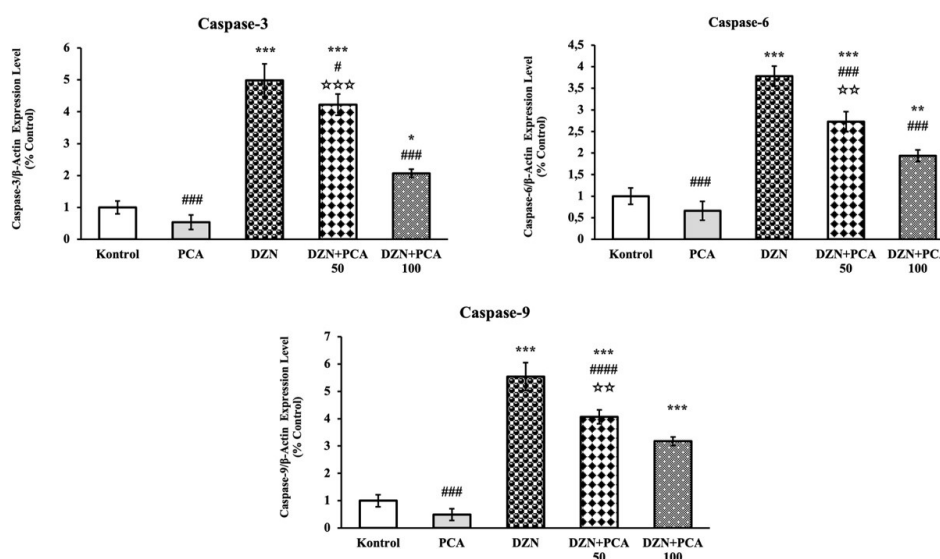 Caspase-3
Caspase-3/β-Actin Expression Level
(% Control)
6
5
4
3
2
1
0
***
***
#
☆☆☆
*
###
###
Kontrol
PCA
DZN
DZN+PCA
50
DZN+PCA
100
Caspase-6
Caspase-6/β-Actin Expression Level
(% Control)
4,5
4
3,5
3
2,5
2
1,5
1
0,5
0
***
***
###
☆☆
**
###
###
Kontrol
PCA
DZN
DZN+PCA
50
DZN+PCA
100
Caspase-9
Caspase-9/β-Actin Expression Level
(% Control)
7
6
5
4
3
2
1
0
***
***
####
☆☆
***
###
Kontrol
PCA
DZN
DZN+PCA
50
DZN+PCA
100